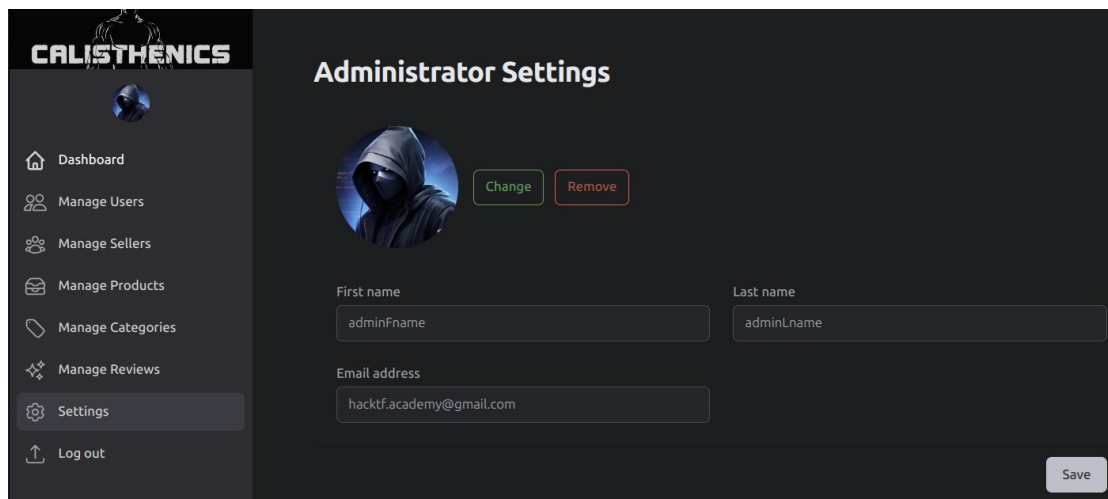 CALISTHENICS
Dashboard
Manage Users
Manage Sellers
Manage Products
Manage Categories
Manage Reviews
Settings
Log out
Administrator Settings
Change Remove
First name Last name
adminFname adminLname
Email address
hacktf.academy@gmail.com
Save